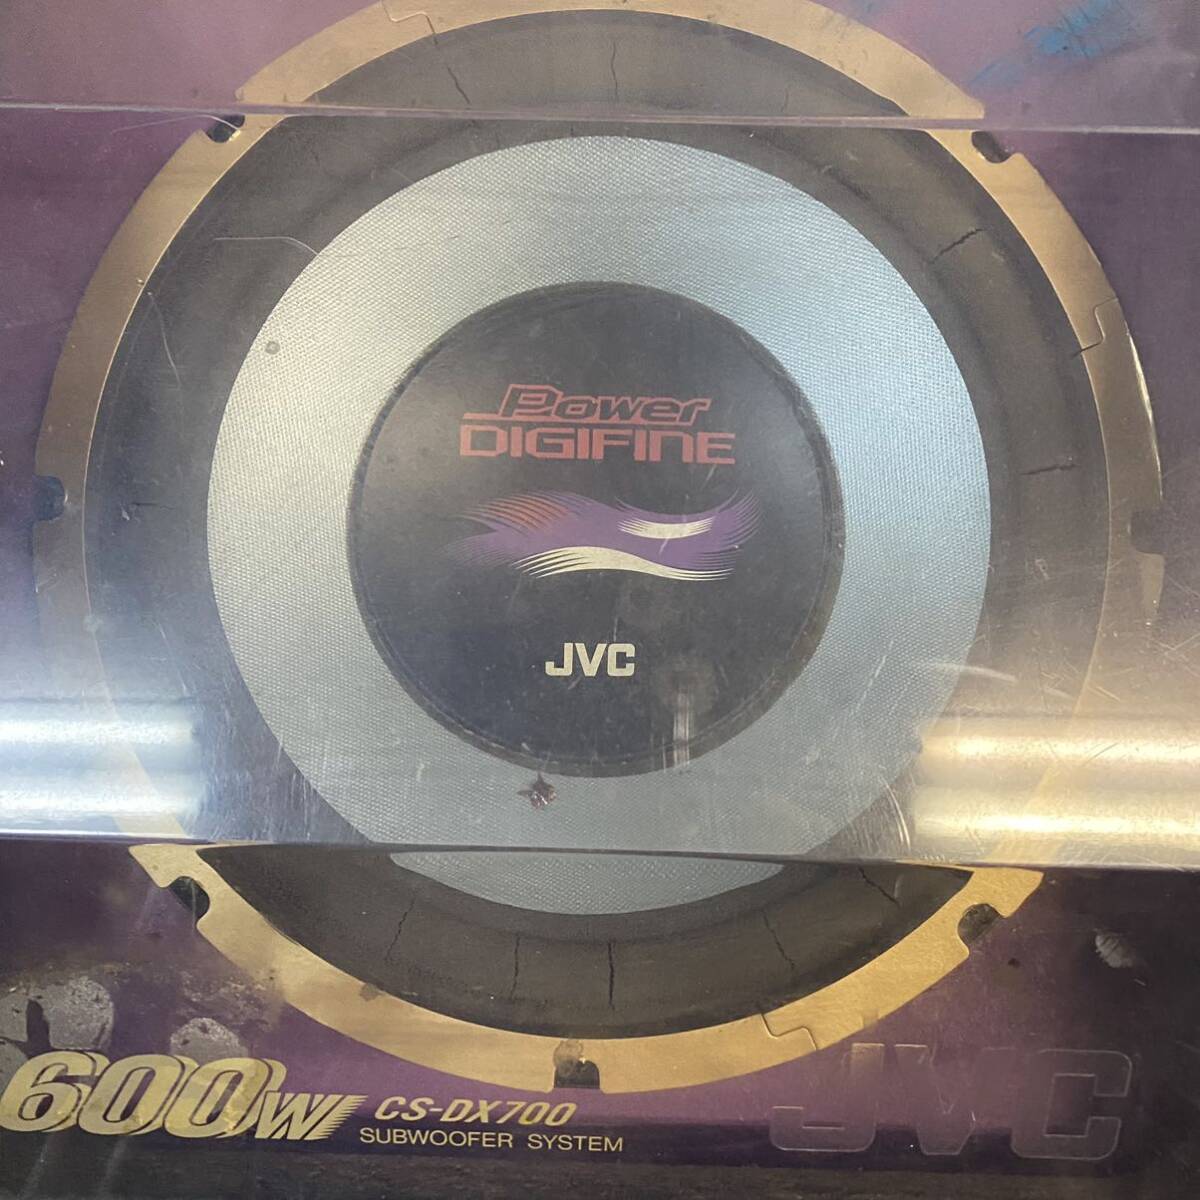 Power
DIGIFINE
JVC
600W
CS-DX700
SUBWOOFER SYSTEM
JVC